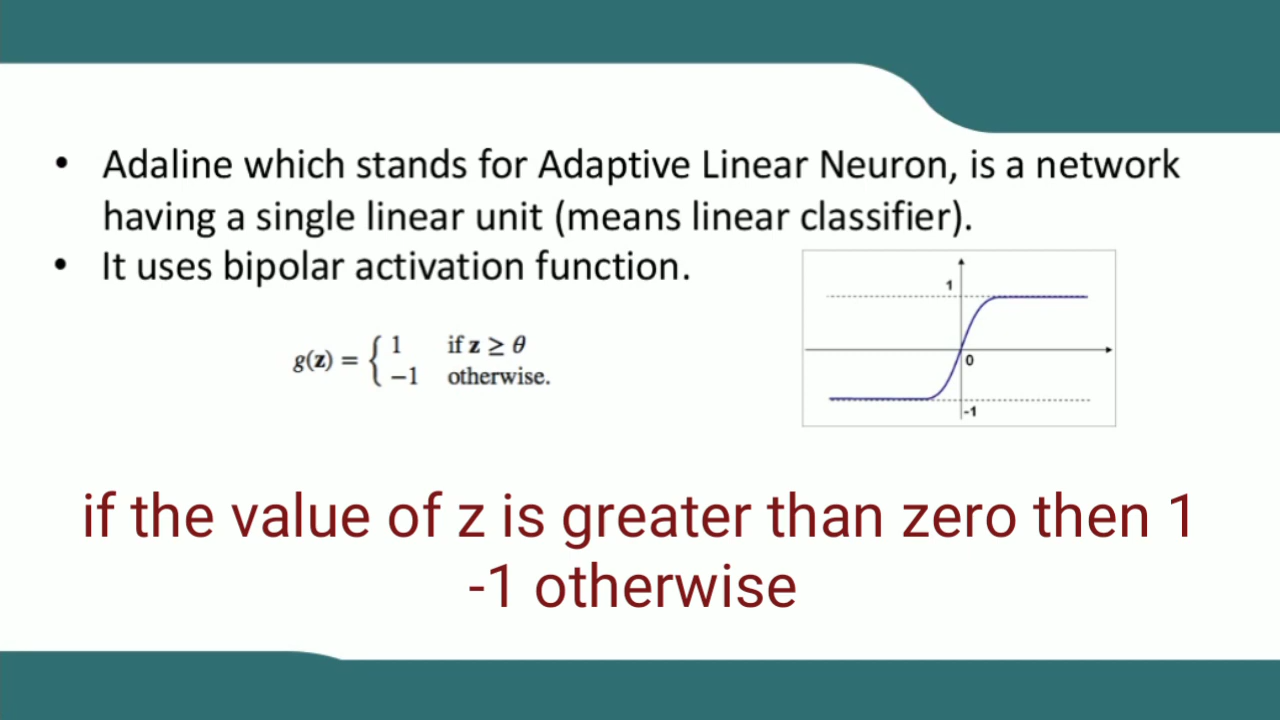 • Adaline which stands for Adaptive Linear Neuron, is a network
having a single linear unit (means linear classifier).
• It uses bipolar activation function.
g(z) = { 1 if z ≥ θ
−1 otherwise.
1
0
-1
if the value of z is greater than zero then 1
-1 otherwise